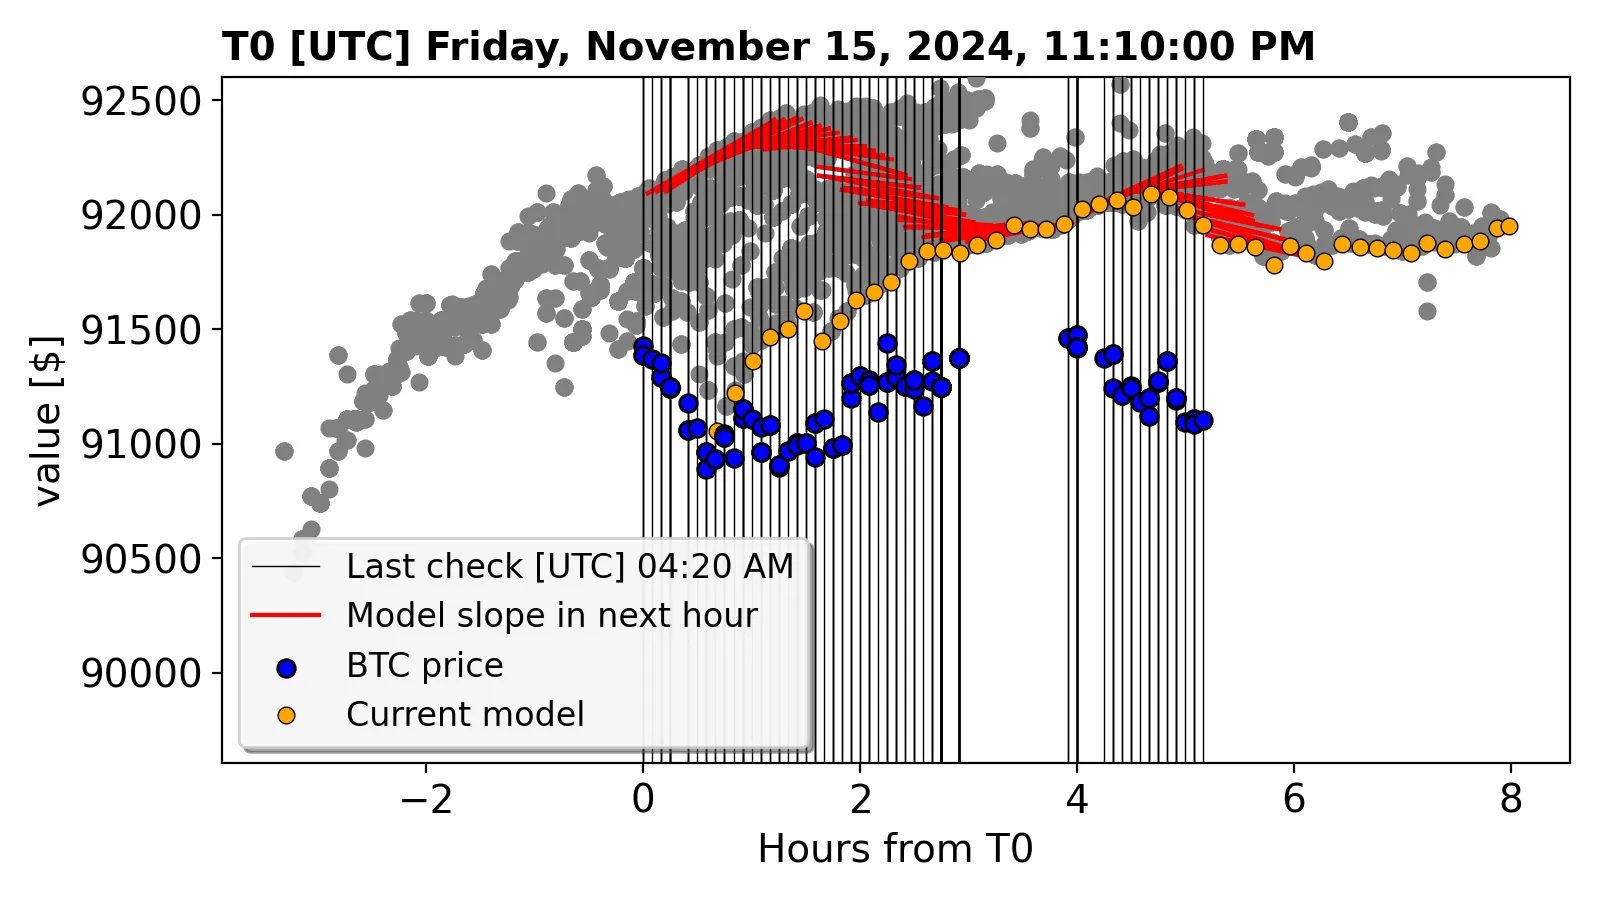 T0 [UTC] Friday, November 15, 2024, 11:10:00 PM
value [$]
92500
92000
91500
91000
90500
90000
Last check [UTC] 04:20 AM
Model slope in next hour
BTC price
Current model
−2 0 2 4 6 8
Hours from T0